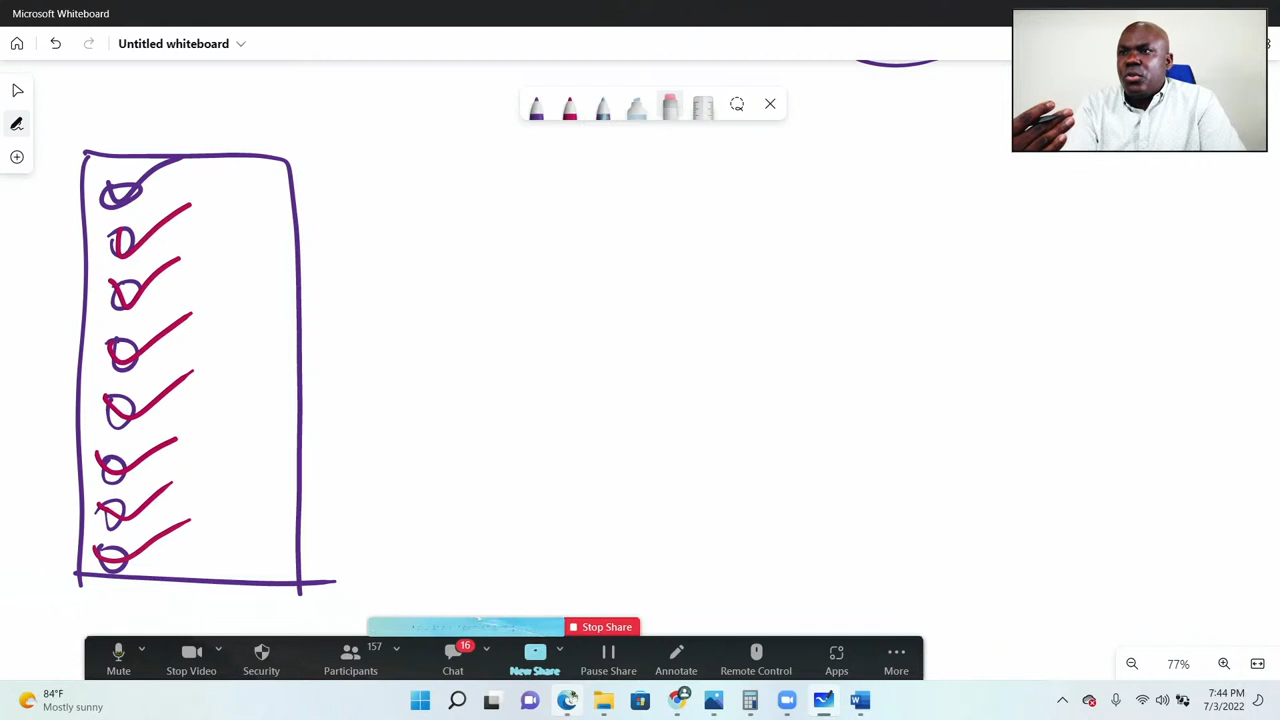 Microsoft Whiteboard
Untitled whiteboard
Stop Share
16
157
Mute
Stop Video
Security
Participants
Chat
New Share
Pause Share
Annotate
Remote Control
Apps
More
77%
84°F
Mostly sunny
7:44 PM
7/3/2022